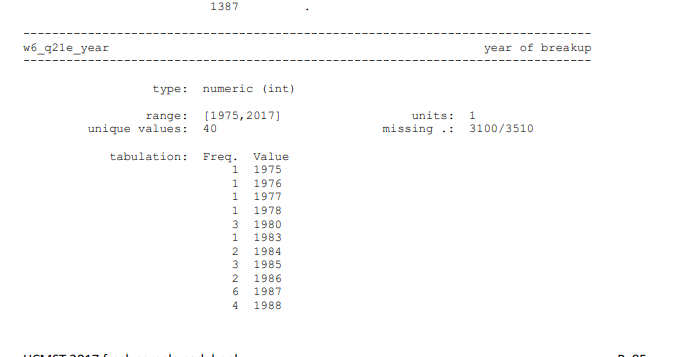 1387 .
--------------------------------------------------------------------------------
w6_q21e_year year of breakup
--------------------------------------------------------------------------------
type: numeric (int)
range: [1975,2017] units: 1
unique values: 40 missing .: 3100/3510
tabulation: Freq. Value
1 1975
1 1976
1 1977
1 1978
3 1980
1 1983
2 1984
3 1985
2 1986
6 1987
4 1988